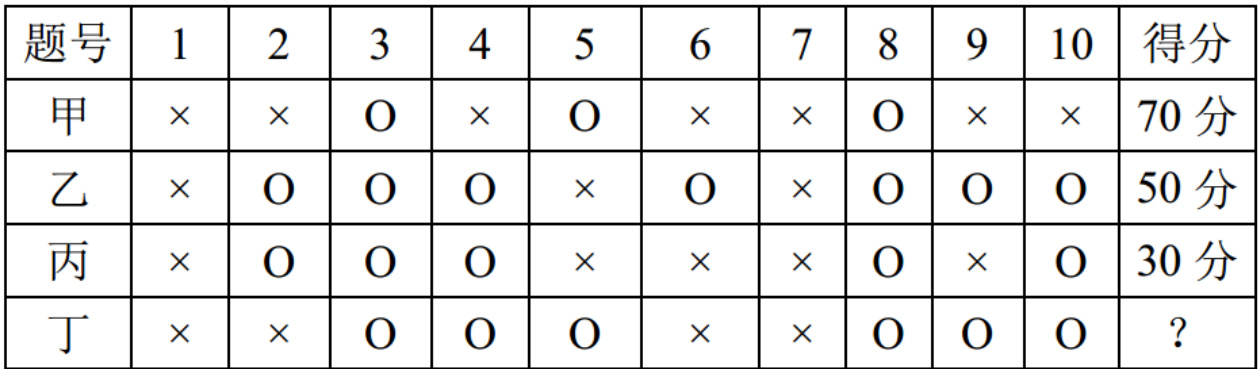 题号 1 2 3 4 5 6 7 8 9 10 得分
甲 × × O × O × × O × × 70 分
乙 × O O O × O × O O O 50 分
丙 × O O O × × × O × O 30 分
丁 × × O O O × × O O O ?